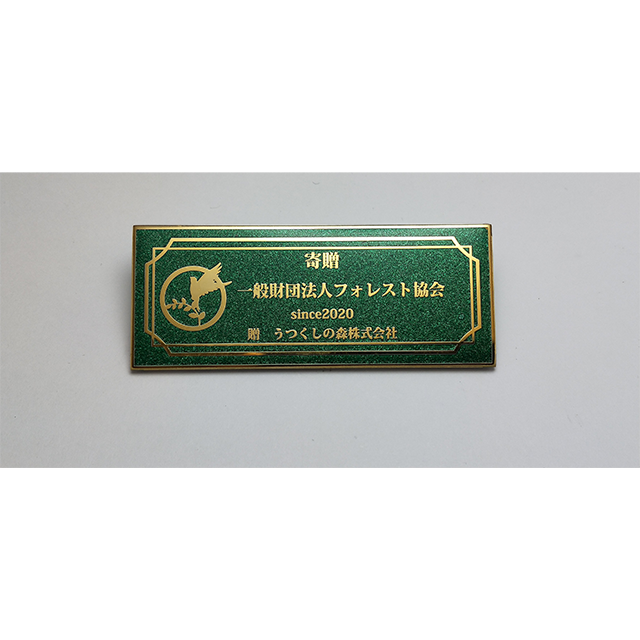 寄贈
一般財団法人フォレスト協会
since2020
贈　うつくしの森株式会社